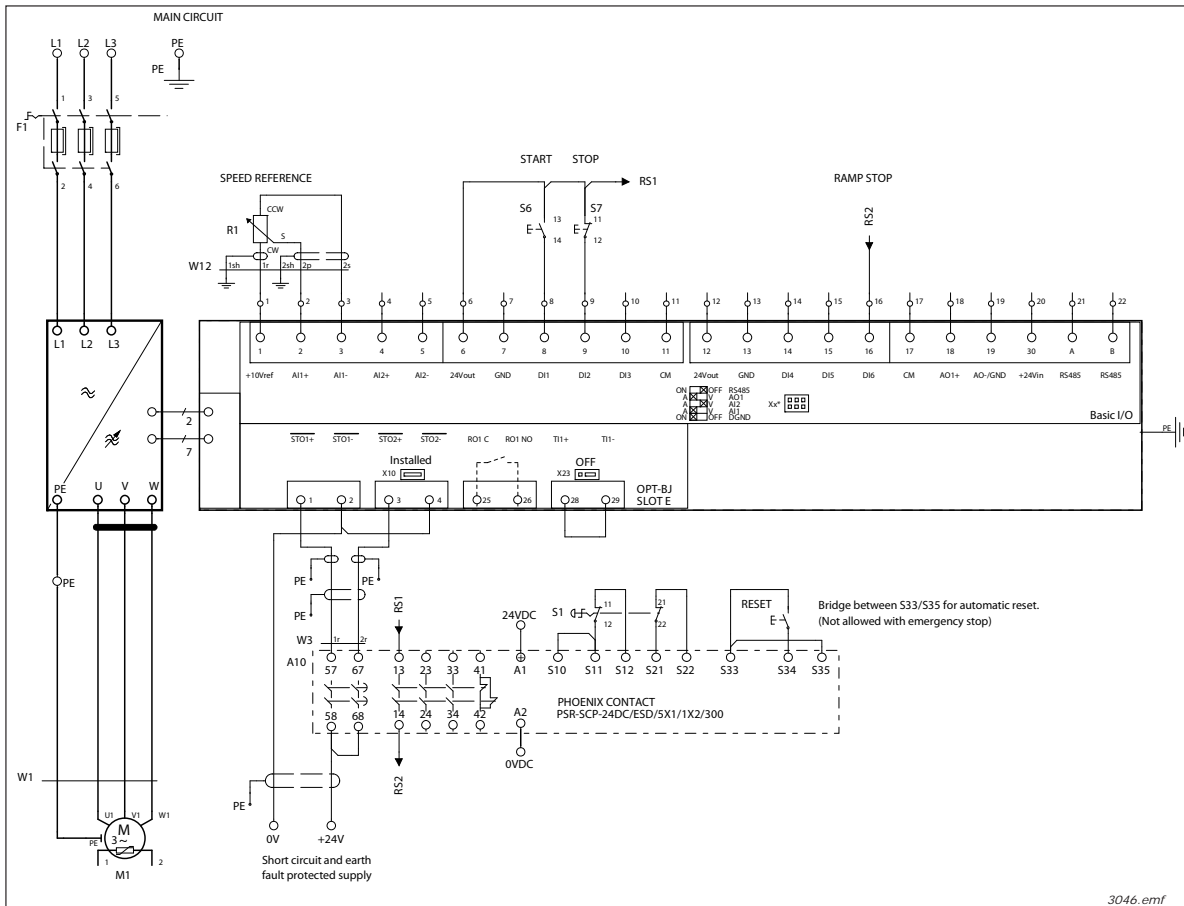 MAIN CIRCUIT
L1 L2 L3 PE
PE
1 3 5
F1
2 4 6
SPEED REFERENCE
START STOP
RS1
RAMP STOP
RS2
CCW
R1
S
CW
S6
13
14
S7
11
12
W12
1sh 1r 2sh 2p 2s
1 2 3 4 5 6 7 8 9 10 11 12 13 14 15 16 17 18 19 20 21 22
L1 L2 L3
1 2 3 4 5 6 7 8 9 10 11 12 13 14 15 16 17 18 19 30 A B
+10Vref AI1+ AI1- AI2+ AI2- 24Vout GND DI1 DI2 DI3 CM 24Vout GND DI4 DI5 DI6 CM AO1+ AO-/GND +24Vin RS485 RS485
ON OFF RS485
A V AO1
A V AI2
A V AI1
ON OFF DGND
Xx*
Basic I/O
PE
2
7
STO1+ STO1- STO2+ STO2- RO1 C RO1 NO TI1+ TI1-
Installed
X10
OFF
X23
OPT-BJ
SLOT E
1 2 3 4 25 26 28 29
PE U V W
PE
PE PE
PE
W3
1r 2r
RS1
24VDC
S1
11
12
21
22
RESET
Bridge between S33/S35 for automatic reset.
(Not allowed with emergency stop)
A10
57 67 13 23 33 41 A1 S10 S11 S12 S21 S22 S33 S34 S35
58 68 14 24 34 42 A2
PHOENIX CONTACT
PSR-SCP-24DC/ESD/5X1/1X2/300
RS2
0VDC
W1
PE
0V +24V
Short circuit and earth
fault protected supply
U1 V1 W1
M
3~
PE
1 2
M1
3046.emf